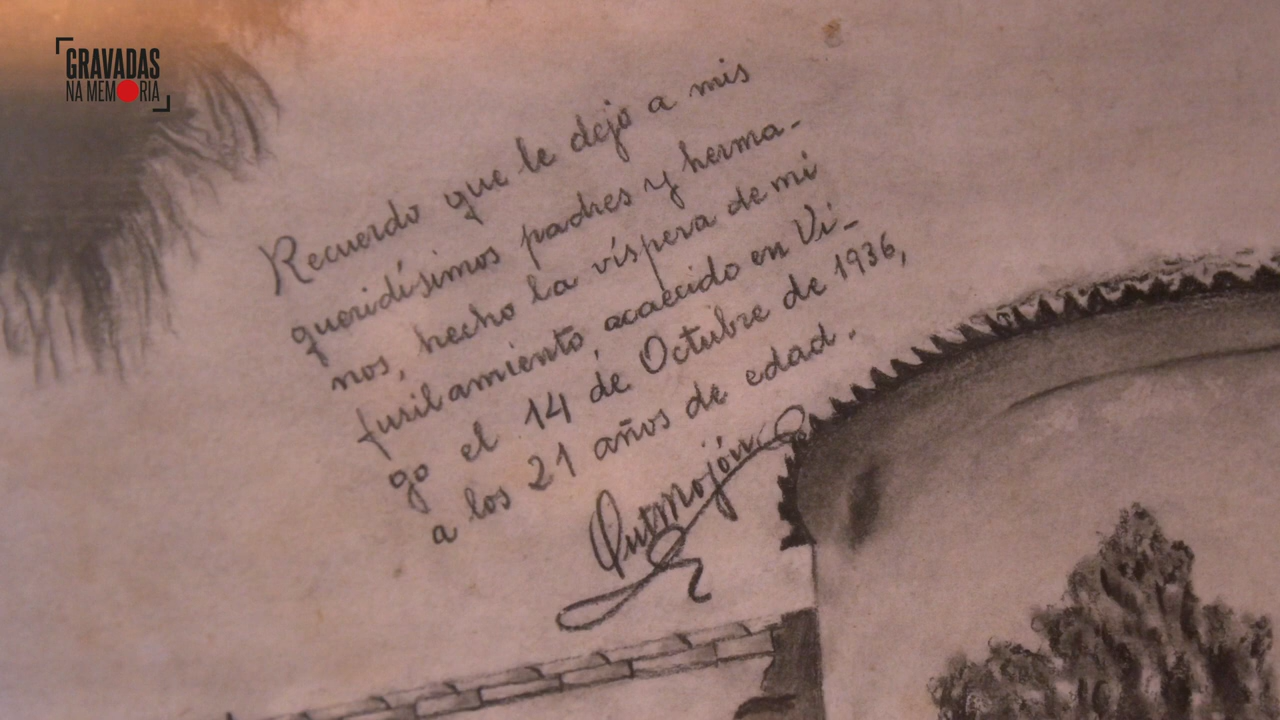 GRAVADAS
NA MEMORIA
Recuerdo que le dejo a mis
queridísimos padres y herma-
nos, hecho la víspera de mi
fusilamiento, acaecido en Vi-
go el 14 de Octubre de 1936,
a los 21 años de edad.